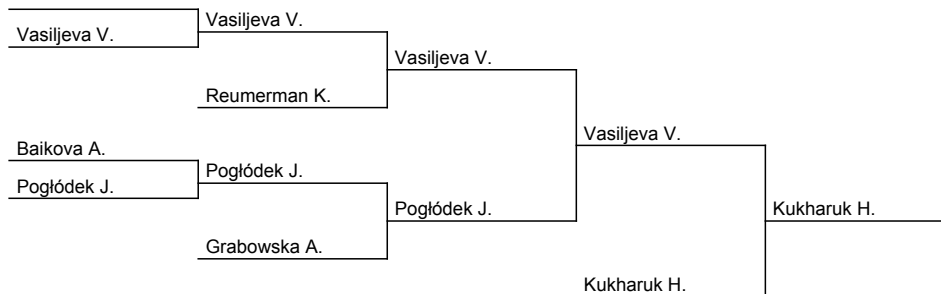 Vasiljeva V.
Vasiljeva V.
Vasiljeva V.
Reumerman K.
Vasiljeva V.
Baikova A.
Pogłódek J.
Pogłódek J.
Pogłódek J.
Kukharuk H.
Grabowska A.
Kukharuk H.